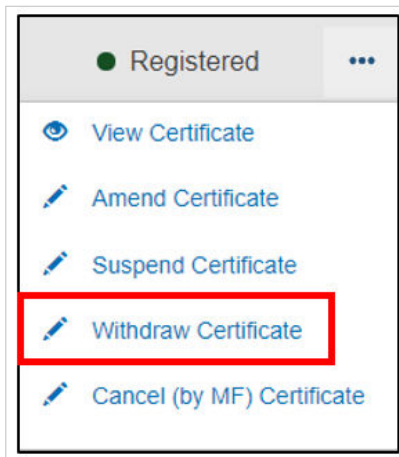 Registered
View Certificate
Amend Certificate
Suspend Certificate
Withdraw Certificate
Cancel (by MF) Certificate